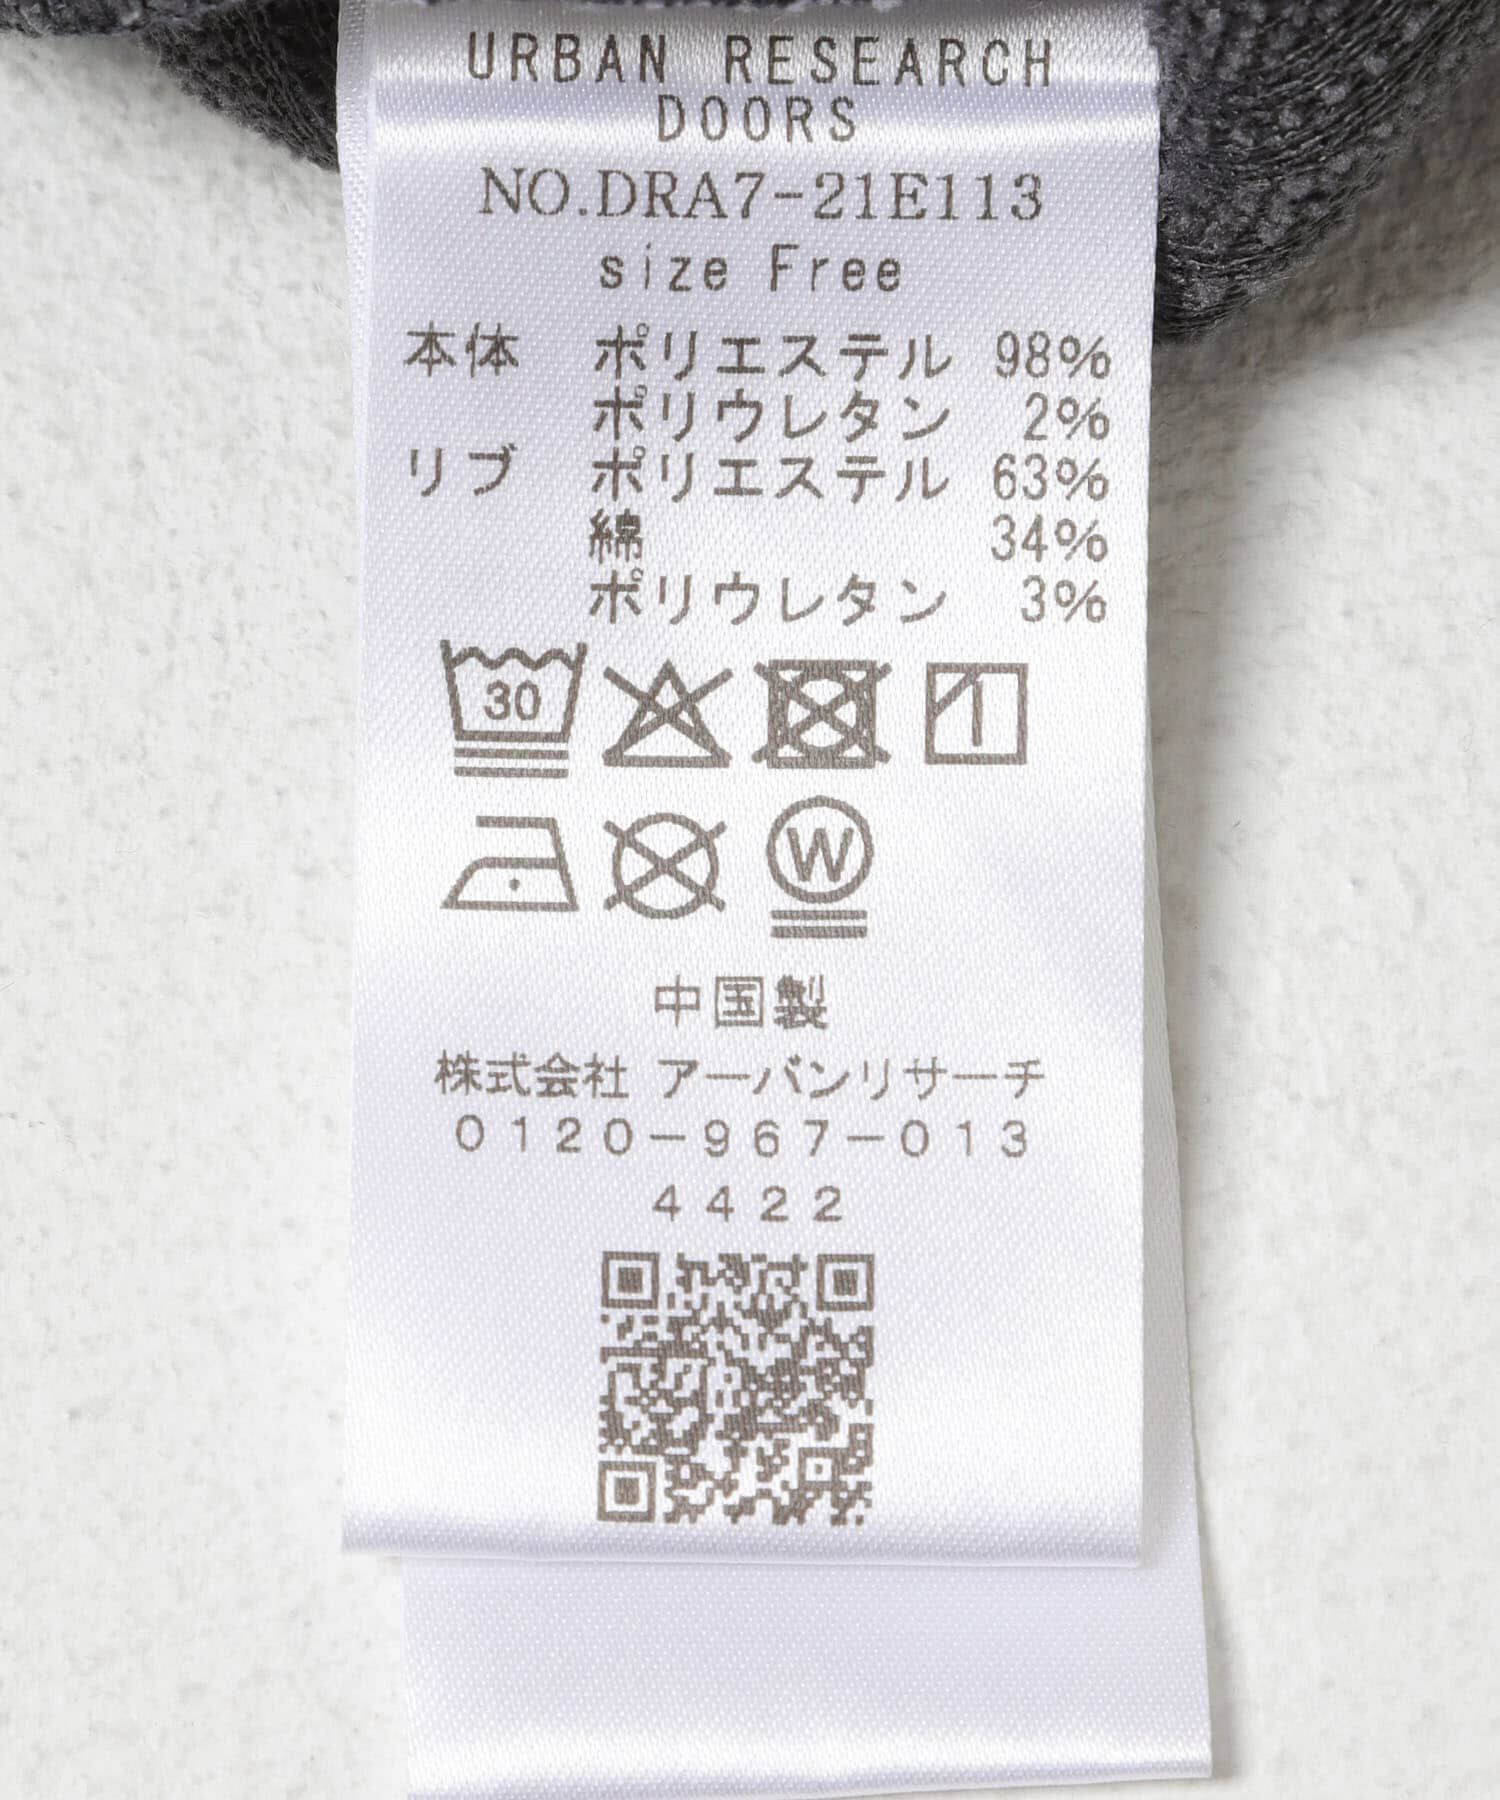 URBAN RESEARCH
DOORS
NO.DRA7-21E113
size Free
本体 ポリエステル 98%
ポリウレタン 2%
リブ ポリエステル 63%
綿 34%
ポリウレタン 3%
30
W
中国製
株式会社 アーバンリサーチ
0120-967-013
4422